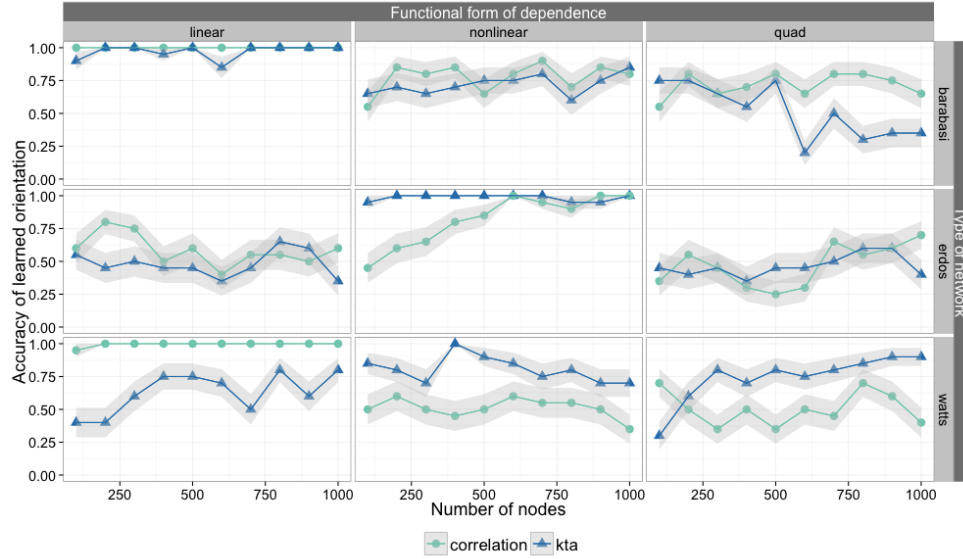 Functional form of dependence
linear nonlinear quad
1.00
0.75
0.50
0.25
0.00
barabasi
1.00
0.75
0.50
0.25
0.00
erdos
1.00
0.75
0.50
0.25
0.00
watts
Accuracy of learned orientation
Type of network
250 500 750 1000 250 500 750 1000 250 500 750 1000
Number of nodes
correlation kta